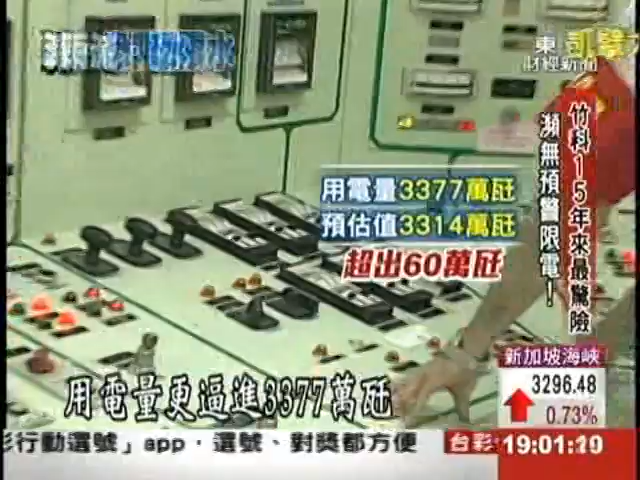 東
財經新聞
竹科15年來最驚險
瀕無預警限電!
用電量3377萬瓩
預估值3314萬瓩
超出60萬瓩
新加坡海峽
3296.48
0.73%
用電量更逼進3377萬瓩
行動選號」app．選號、對獎都方便
台彩
19:01: